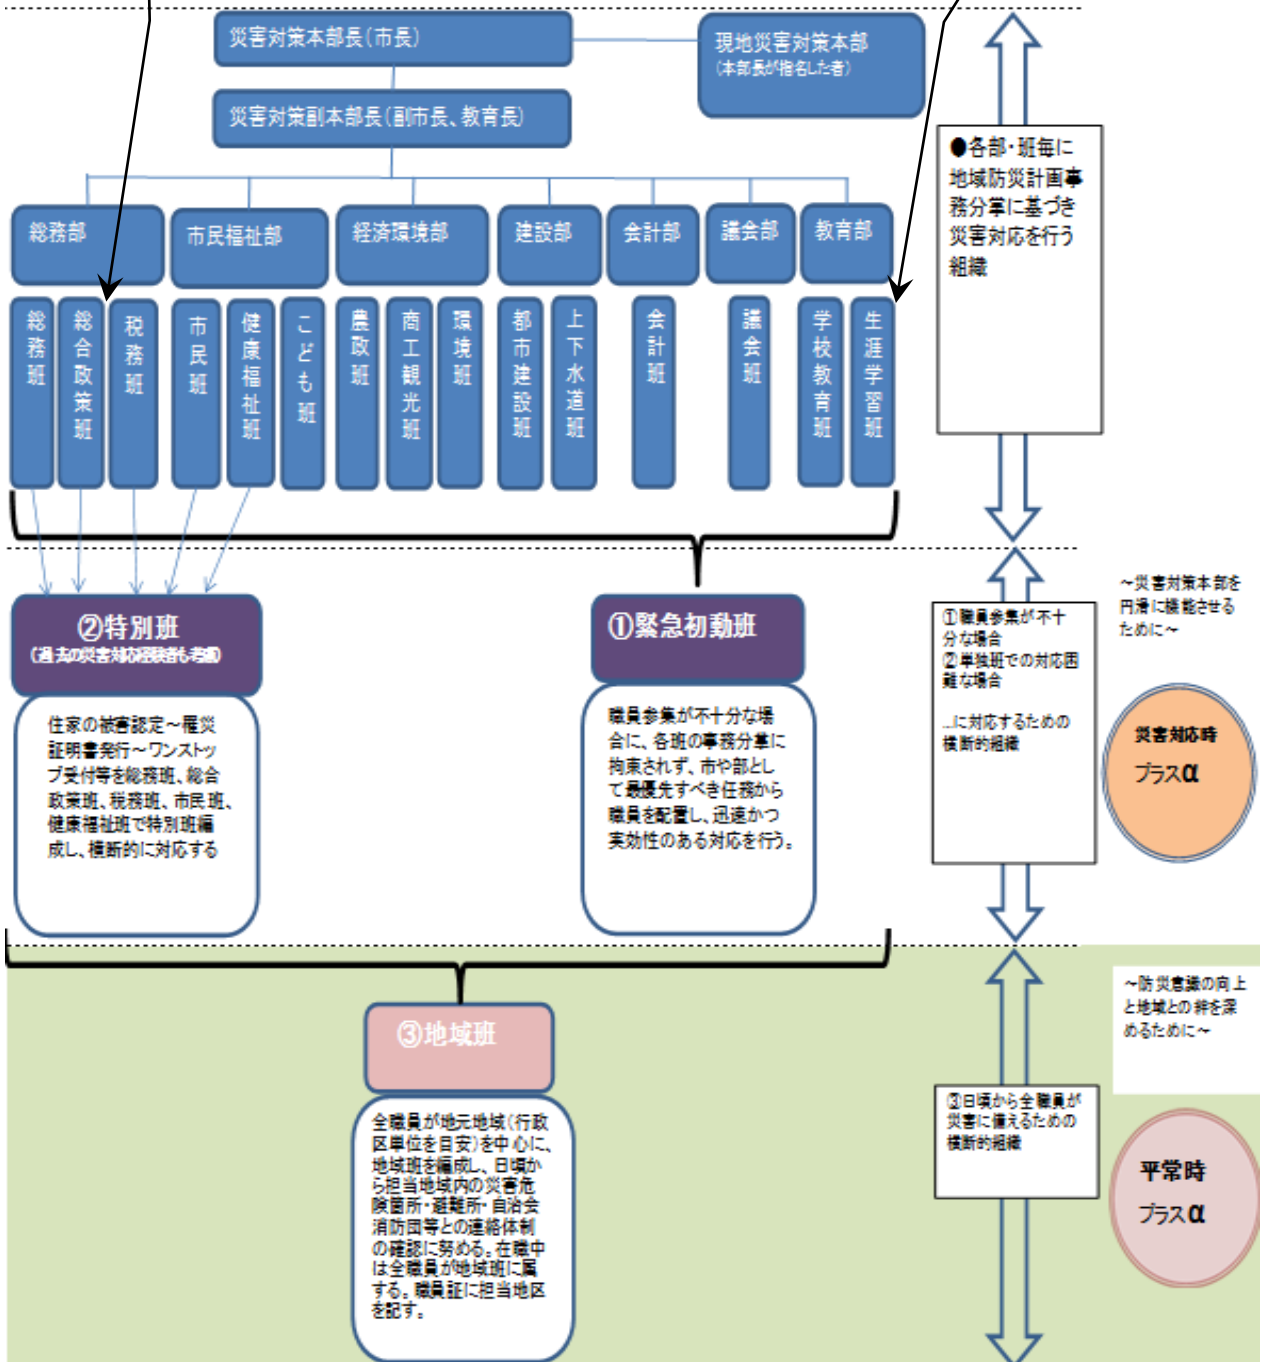 災害対策本部長(市長)
現地災害対策本部
(本部長が指名した者)
災害対策副本部長(副市長、教育長)
●各部・班毎に
地域防災計画事
務分掌に基づき
災害対応を行う
組織
総務部
市民福祉部
経済環境部
建設部
会計部
議会部
教育部
総務班
総合政策班
税務班
市民班
健康福祉班
こども班
農政班
商工観光班
環境班
都市建設班
上下水道班
会計班
議会班
学校教育班
生涯学習班
②特別班
(過去の災害対応経験者も考慮)
住家の被害認定~罹災
証明書発行~ワンストッ
プ受付等を総務班、総合
政策班、税務班、市民班、
健康福祉班で特別班編
成し、横断的に対応する
①緊急初動班
職員参集が不十分な場
合に、各班の事務分掌に
拘束されず、市や部とし
て最優先すべき任務から
職員を配置し、迅速かつ
実効性のある対応を行う。
①職員参集が不十
分な場合
②単独班での対応困
難な場合
…に対応するための
横断的組織
~災害対策本部を
円滑に機能させる
ために~
災害対応時
プラスα
③地域班
全職員が地元地域(行政
区単位を目安)を中心に、
地域班を編成し、日頃か
ら担当地域内の災害危
険箇所・避難所・自治会
消防団等との連絡体制
の確認に努める。在職中
は全職員が地域班に属
する。職員証に担当地区
を記す。
③日頃から全職員が
災害に備えるための
横断的組織
~防災意識の向上
と地域との絆を深
めるために~
平常時
プラスα